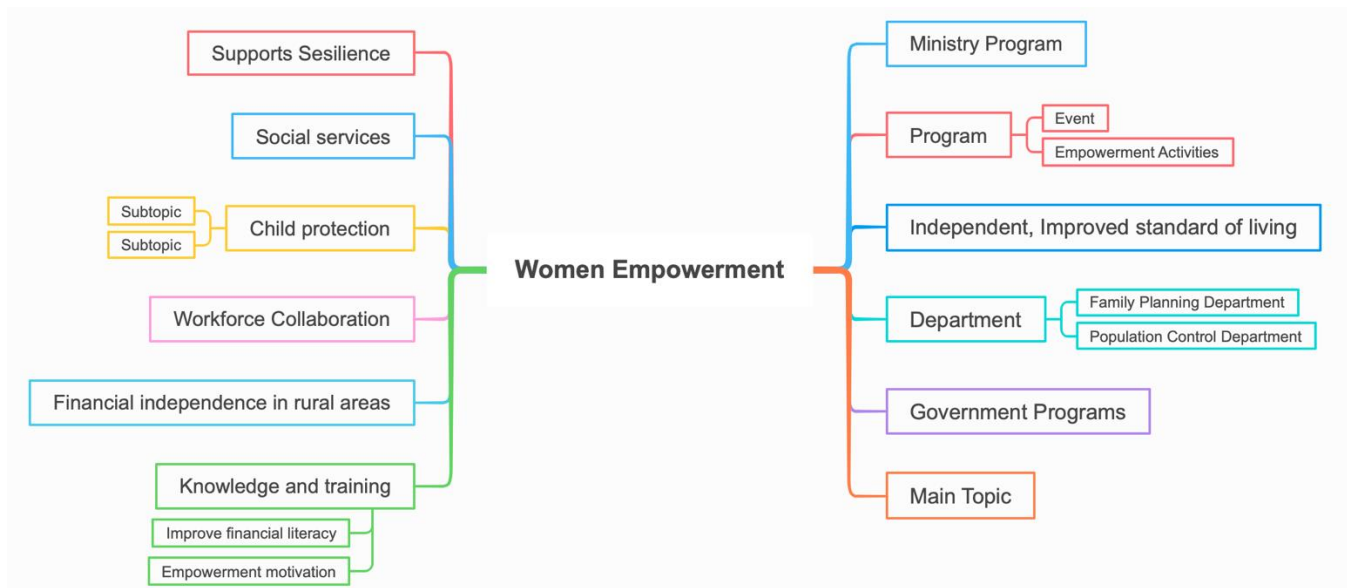 Women Empowerment
Supports Sesilience
Social services
Child protection
Subtopic
Subtopic
Workforce Collaboration
Financial independence in rural areas
Knowledge and training
Improve financial literacy
Empowerment motivation
Ministry Program
Program
Event
Empowerment Activities
Independent, Improved standard of living
Department
Family Planning Department
Population Control Department
Government Programs
Main Topic